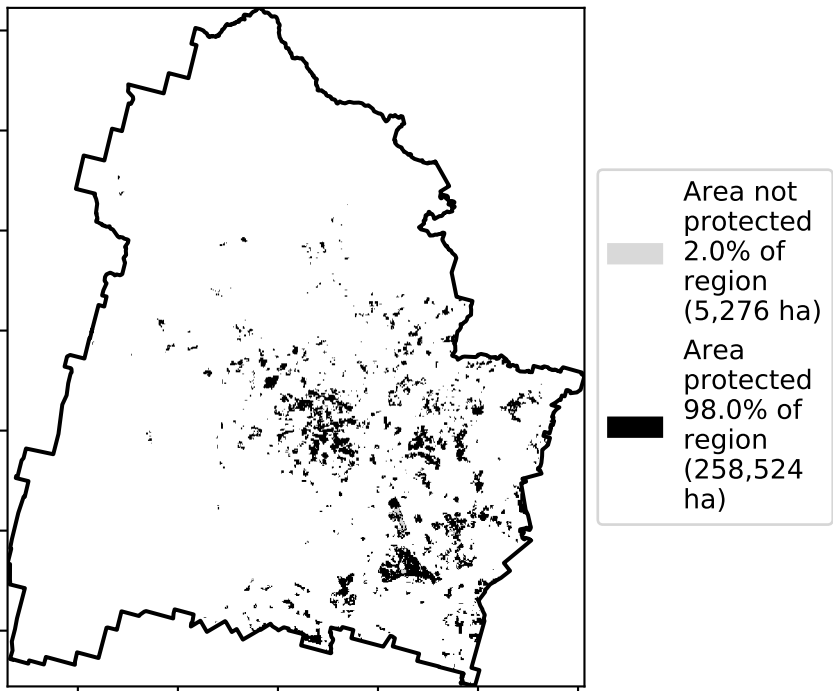 Area not
protected
2.0% of
region
(5,276 ha)
Area
protected
98.0% of
region
(258,524
ha)